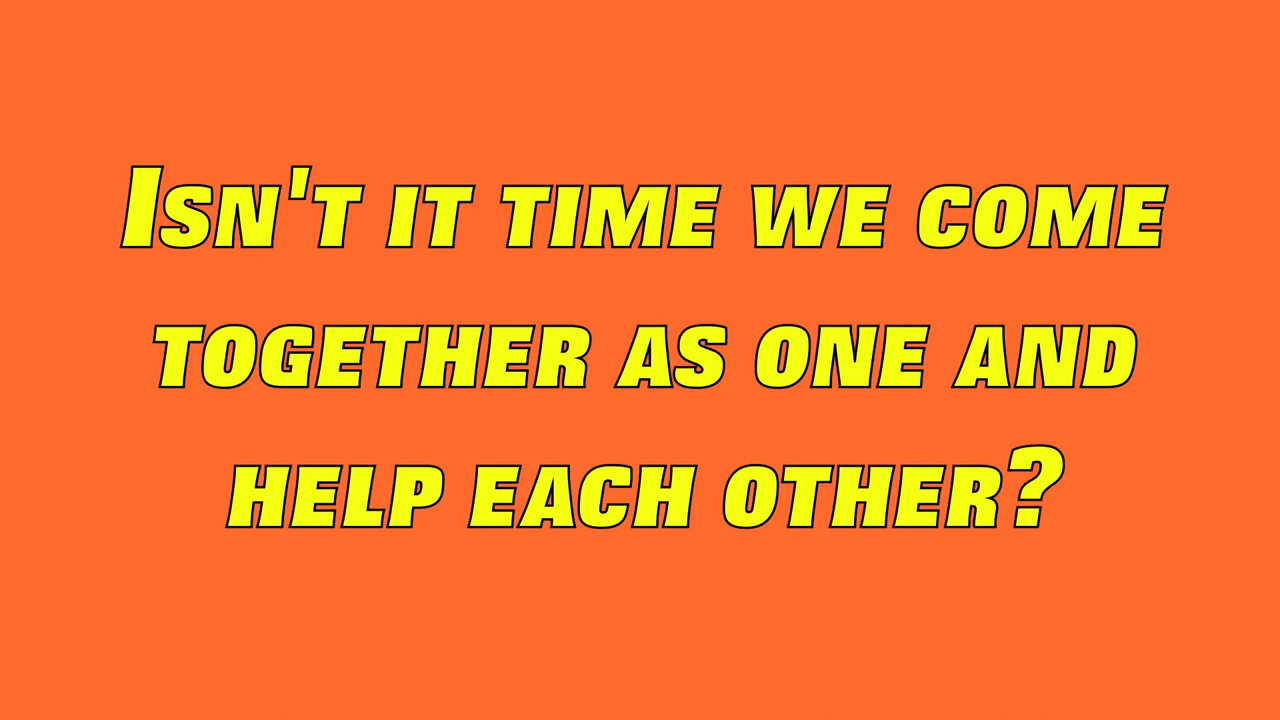 Isn't it time we come
together as one and
help each other?